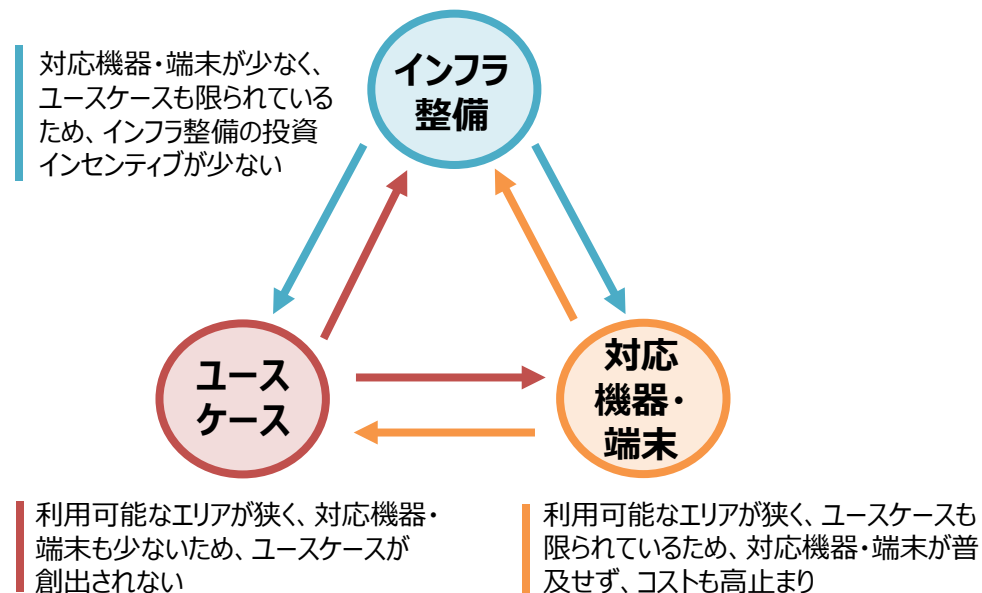 対応機器・端末が少なく、
ユースケースも限られている
ため、インフラ整備の投資
インセンティブが少ない
インフラ
整備
ユース
ケース
対応
機器・
端末
利用可能なエリアが狭く、対応機器・
端末も少ないため、ユースケースが
創出されない
利用可能なエリアが狭く、ユースケースも
限られているため、対応機器・端末が普
及せず、コストも高止まり